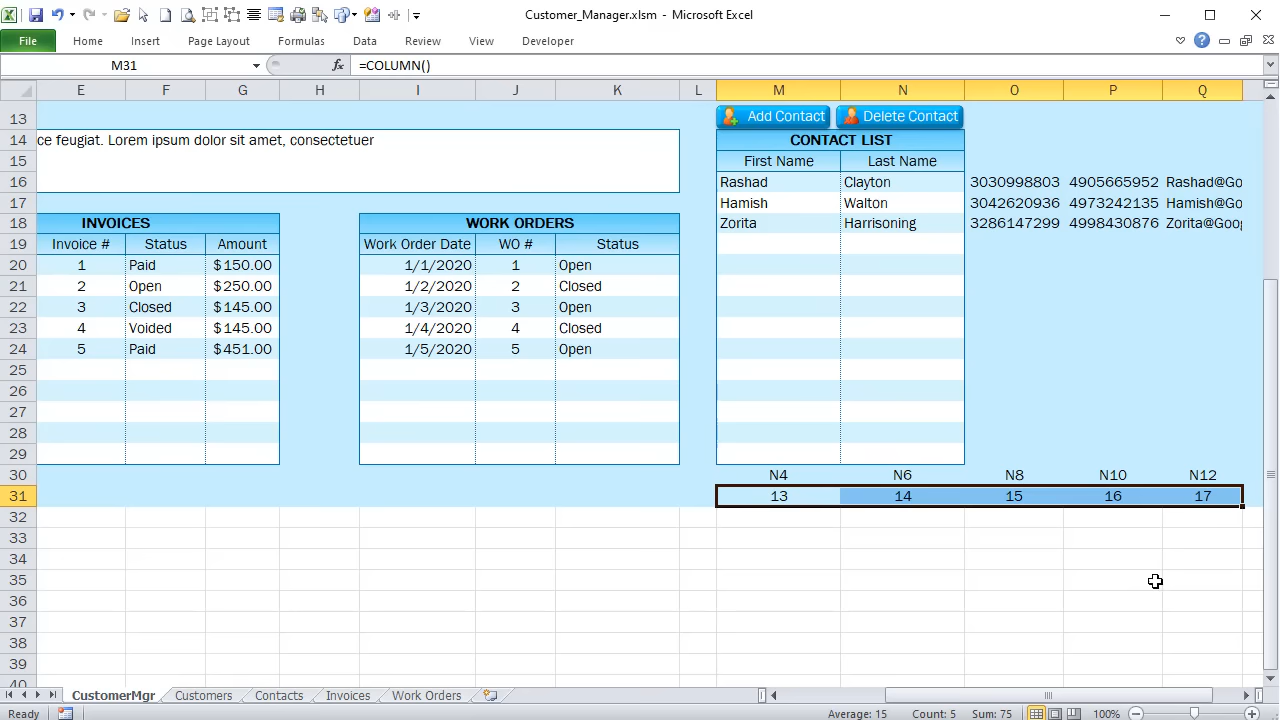 Customer_Manager.xlsm - Microsoft Excel
File Home Insert Page Layout Formulas Data Review View Developer
M31 fx =COLUMN()
E F G H I J K L M N O P Q
13 Add Contact Delete Contact
14 ce feugiat. Lorem ipsum dolor sit amet, consectetuer CONTACT LIST
15 First Name Last Name
16 Rashad Clayton 3030998803 4905665952 Rashad@Go
17 Hamish Walton 3042620936 4973242135 Hamish@Go
18 INVOICES WORK ORDERS Zorita Harrisoning 3286147299 4998430876 Zorita@Goog
19 Invoice # Status Amount Work Order Date WO # Status
20 1 Paid $150.00 1/1/2020 1 Open
21 2 Open $250.00 1/2/2020 2 Closed
22 3 Closed $145.00 1/3/2020 3 Open
23 4 Voided $145.00 1/4/2020 4 Closed
24 5 Paid $451.00 1/5/2020 5 Open
25
26
27
28
29
30 N4 N6 N8 N10 N12
31 13 14 15 16 17
32
33
34
35
36
37
38
39
40
CustomerMgr Customers Contacts Invoices Work Orders
Ready Average: 15 Count: 5 Sum: 75 100%